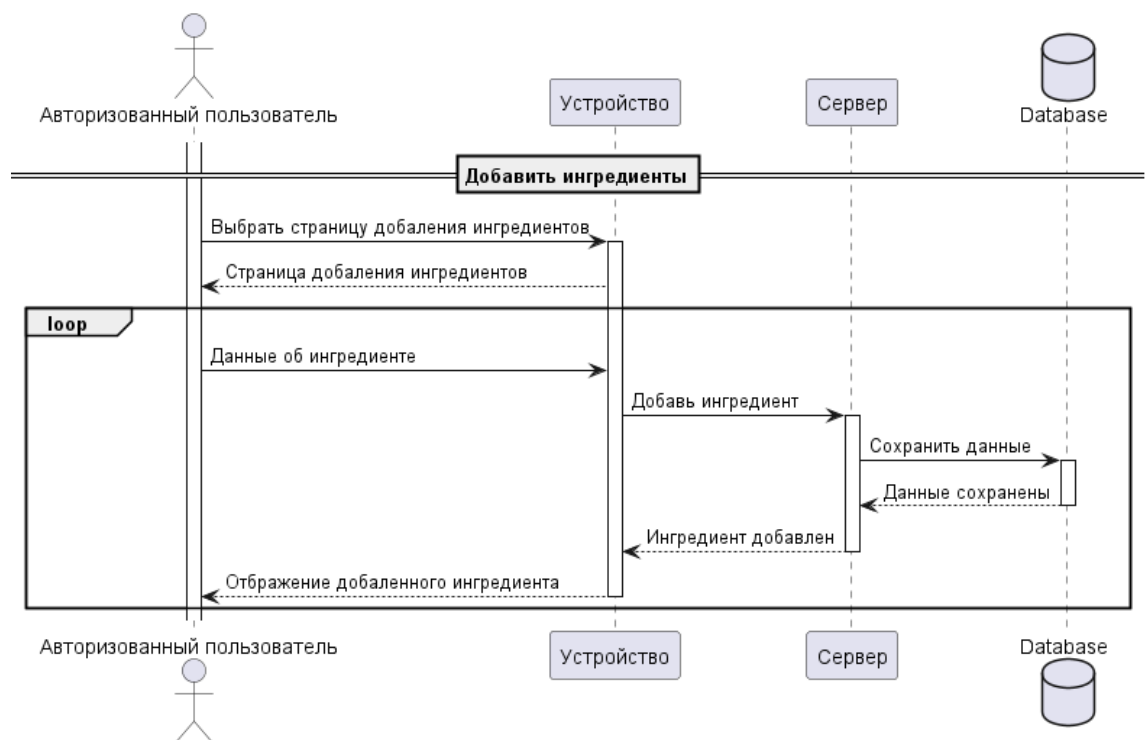 Авторизованный пользователь
Устройство
Сервер
Database
Добавить ингредиенты
Выбрать страницу добаления ингредиентов
Страница добаления ингредиентов
loop
Данные об ингредиенте
Добавь ингредиент
Сохранить данные
Данные сохранены
Ингредиент добавлен
Отбражение добаленного ингредиента
Авторизованный пользователь
Устройство
Сервер
Database